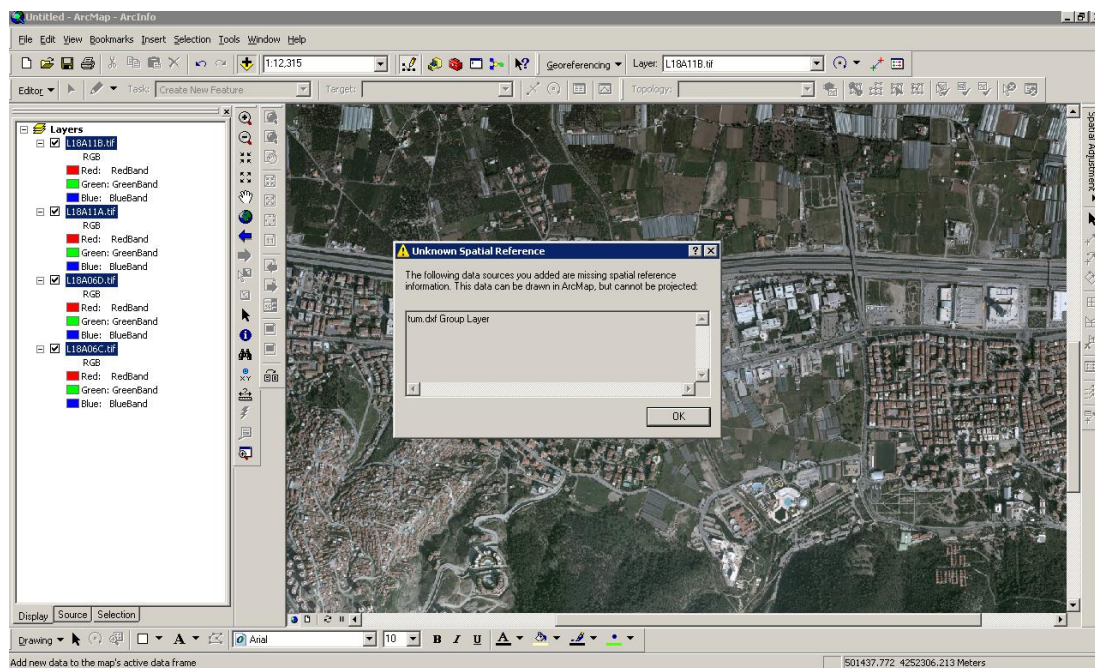 Untitled - ArcMap - ArcInfo
File Edit View Bookmarks Insert Selection Tools Window Help
1:12,315 Georeferencing Layer: L18A11B.tif
Editor Task: Create New Feature Target: Topology:
Layers
L18A11B.tif
RGB
Red: RedBand
Green: GreenBand
Blue: BlueBand
L18A11A.tif
RGB
Red: RedBand
Green: GreenBand
Blue: BlueBand
L18A06D.tif
RGB
Red: RedBand
Green: GreenBand
Blue: BlueBand
L18A06C.tif
RGB
Red: RedBand
Green: GreenBand
Blue: BlueBand
XY
1:1
Spatial Adjustment
Unknown Spatial Reference
The following data sources you added are missing spatial reference
information. This data can be drawn in ArcMap, but cannot be projected:
tum.dxf Group Layer
OK
Display Source Selection
Drawing A Arial 10 B I U A
Add new data to the map's active data frame
501437.772 4252306.213 Meters